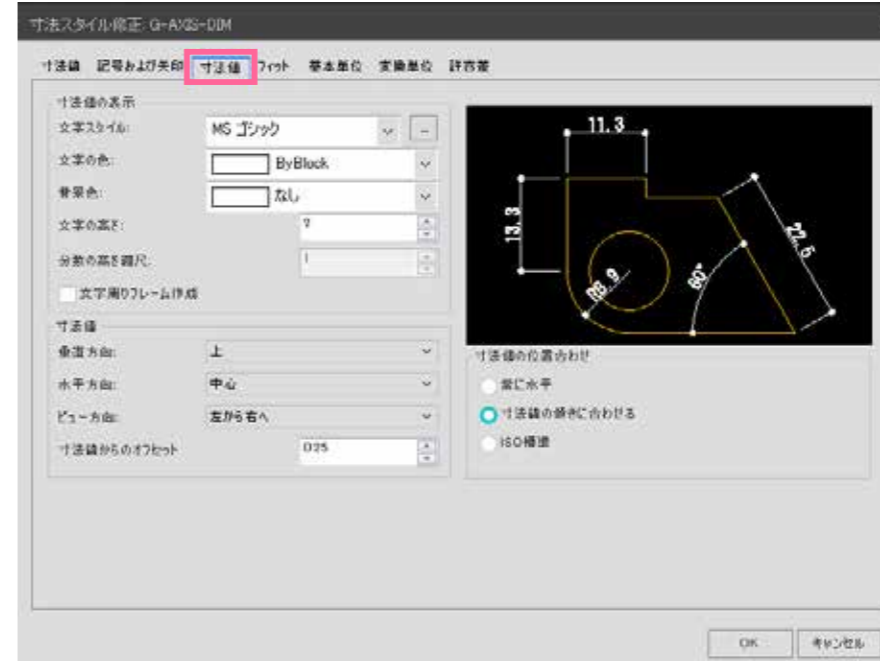 寸法スタイル修正: G-AXIS-DIM
寸法線 記号および矢印 寸法値 フィット 基本単位 変換単位 許容差
寸法値の表示
文字スタイル: MS ゴシック
文字の色: ByBlock
背景色: なし
文字の高さ: 2
分数の高さ縮尺: 1
文字周りフレーム作成
寸法値
垂直方向: 上
水平方向: 中心
ビュー方向: 左から右へ
寸法線からのオフセット 0.25
11.3
13.3
22.5
R8.9
60°
寸法値の位置合わせ
常に水平
寸法線の傾きに合わせる
ISO標準
OK キャンセル